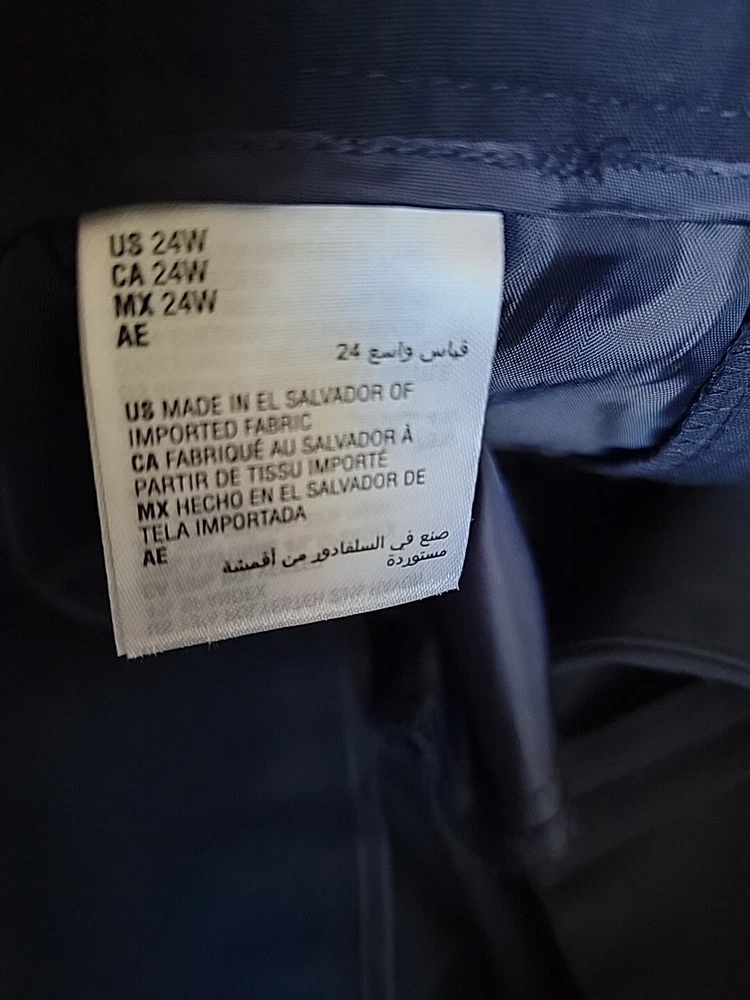 US 24W
CA 24W
MX 24W
AE
قياس واسع 24
US MADE IN EL SALVADOR OF
IMPORTED FABRIC
CA FABRIQUÉ AU SALVADOR À
PARTIR DE TISSU IMPORTÉ
MX HECHO EN EL SALVADOR DE
TELA IMPORTADA
AE
صنع في السلفادور من أقمشة
مستوردة